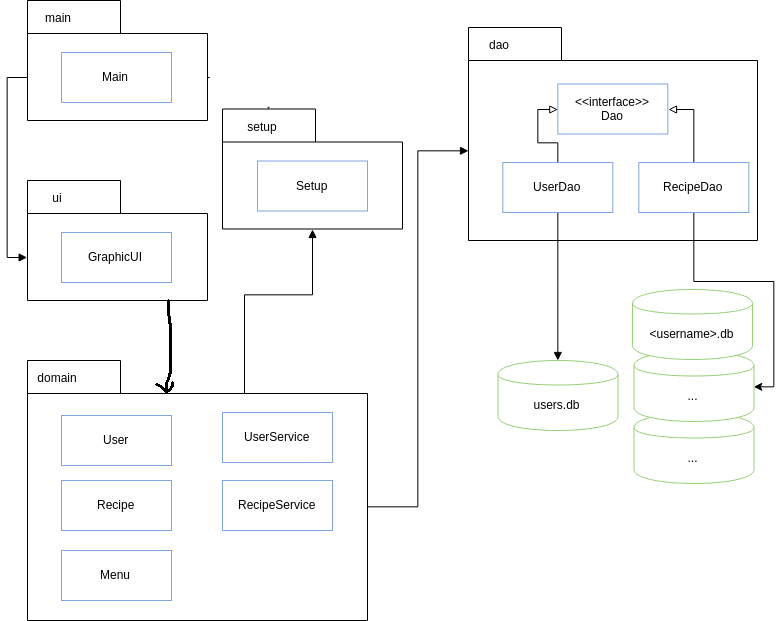 main
Main
setup
Setup
ui
GraphicUI
dao
<<interface>>
Dao
UserDao
RecipeDao
<username>.db
...
...
users.db
domain
User
UserService
Recipe
RecipeService
Menu